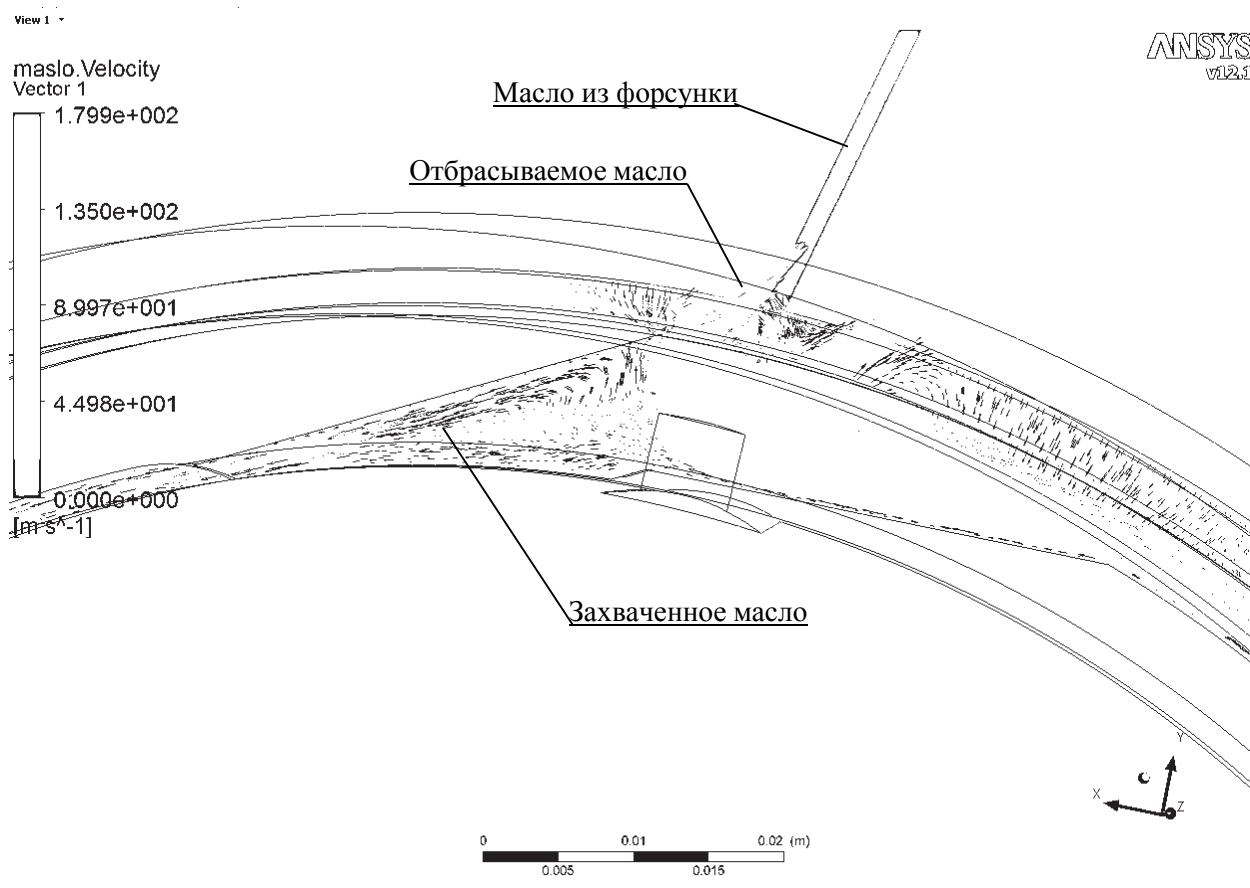 View 1
ANSYS
v12.1
maslo.Velocity
Vector 1
1.799e+002
Масло из форсунки
Отбрасываемое масло
1.350e+002
8.997e+001
4.498e+001
0.000e+000
[m s^-1]
Захваченное масло
Y
X
Z
0
0.01
0.02 (m)
0.005
0.015